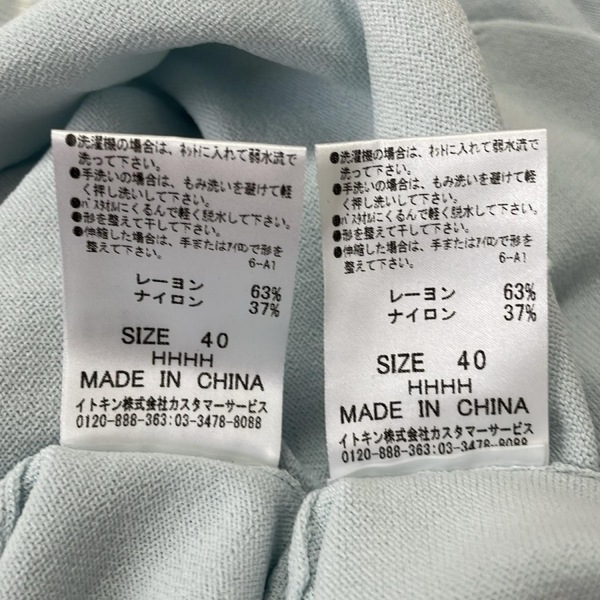 ●洗濯機の場合は、ネットに入れて弱水流で
洗って下さい。
●手洗いの場合は、もみ洗いを避けて軽
く押し洗いして下さい。
●バスタオルにくるんで軽く脱水して下さい。
●形を整えて干して下さい。
●伸縮した場合は、手またはアイロンで形を
整えて下さい。
6-A1
レーヨン 63%
ナイロン 37%
SIZE 40
HHHH
MADE IN CHINA
イトキン株式会社カスタマーサービス
0120-888-363:03-3478-8088
●洗濯機の場合は、ネットに入れて弱水流で
洗って下さい。
●手洗いの場合は、もみ洗いを避けて軽
く押し洗いして下さい。
●バスタオルにくるんで軽く脱水して下さい。
●形を整えて干して下さい。
●伸縮した場合は、手またはアイロンで形を
整えて下さい。
6-A1
レーヨン 63%
ナイロン 37%
SIZE 40
HHHH
MADE IN CHINA
イトキン株式会社カスタマーサービス
0120-888-363:03-3478-8088